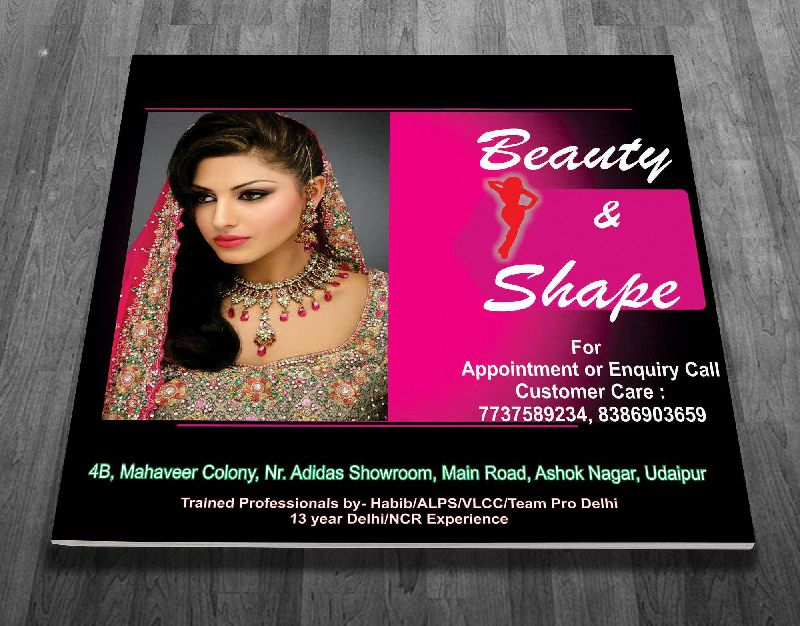 Beauty
&
Shape
For
Appointment or Enquiry Call
Customer Care :
7737589234, 8386903659
4B, Mahaveer Colony, Nr. Adidas Showroom, Main Road, Ashok Nagar, Udaipur
Trained Professionals by- Habib/ALPS/VLCC/Team Pro Delhi
13 year Delhi/NCR Experience